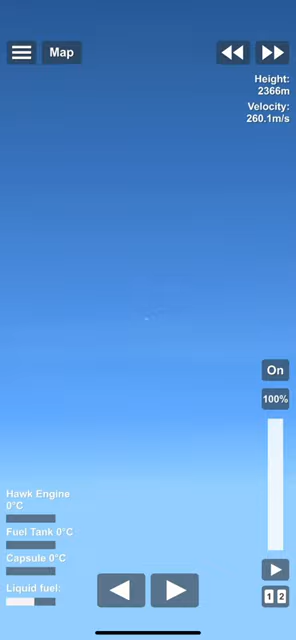 Map
Height:
2366m
Velocity:
260.1m/s
On
100%
Hawk Engine
0°C
Fuel Tank 0°C
Capsule 0°C
Liquid fuel:
1 2